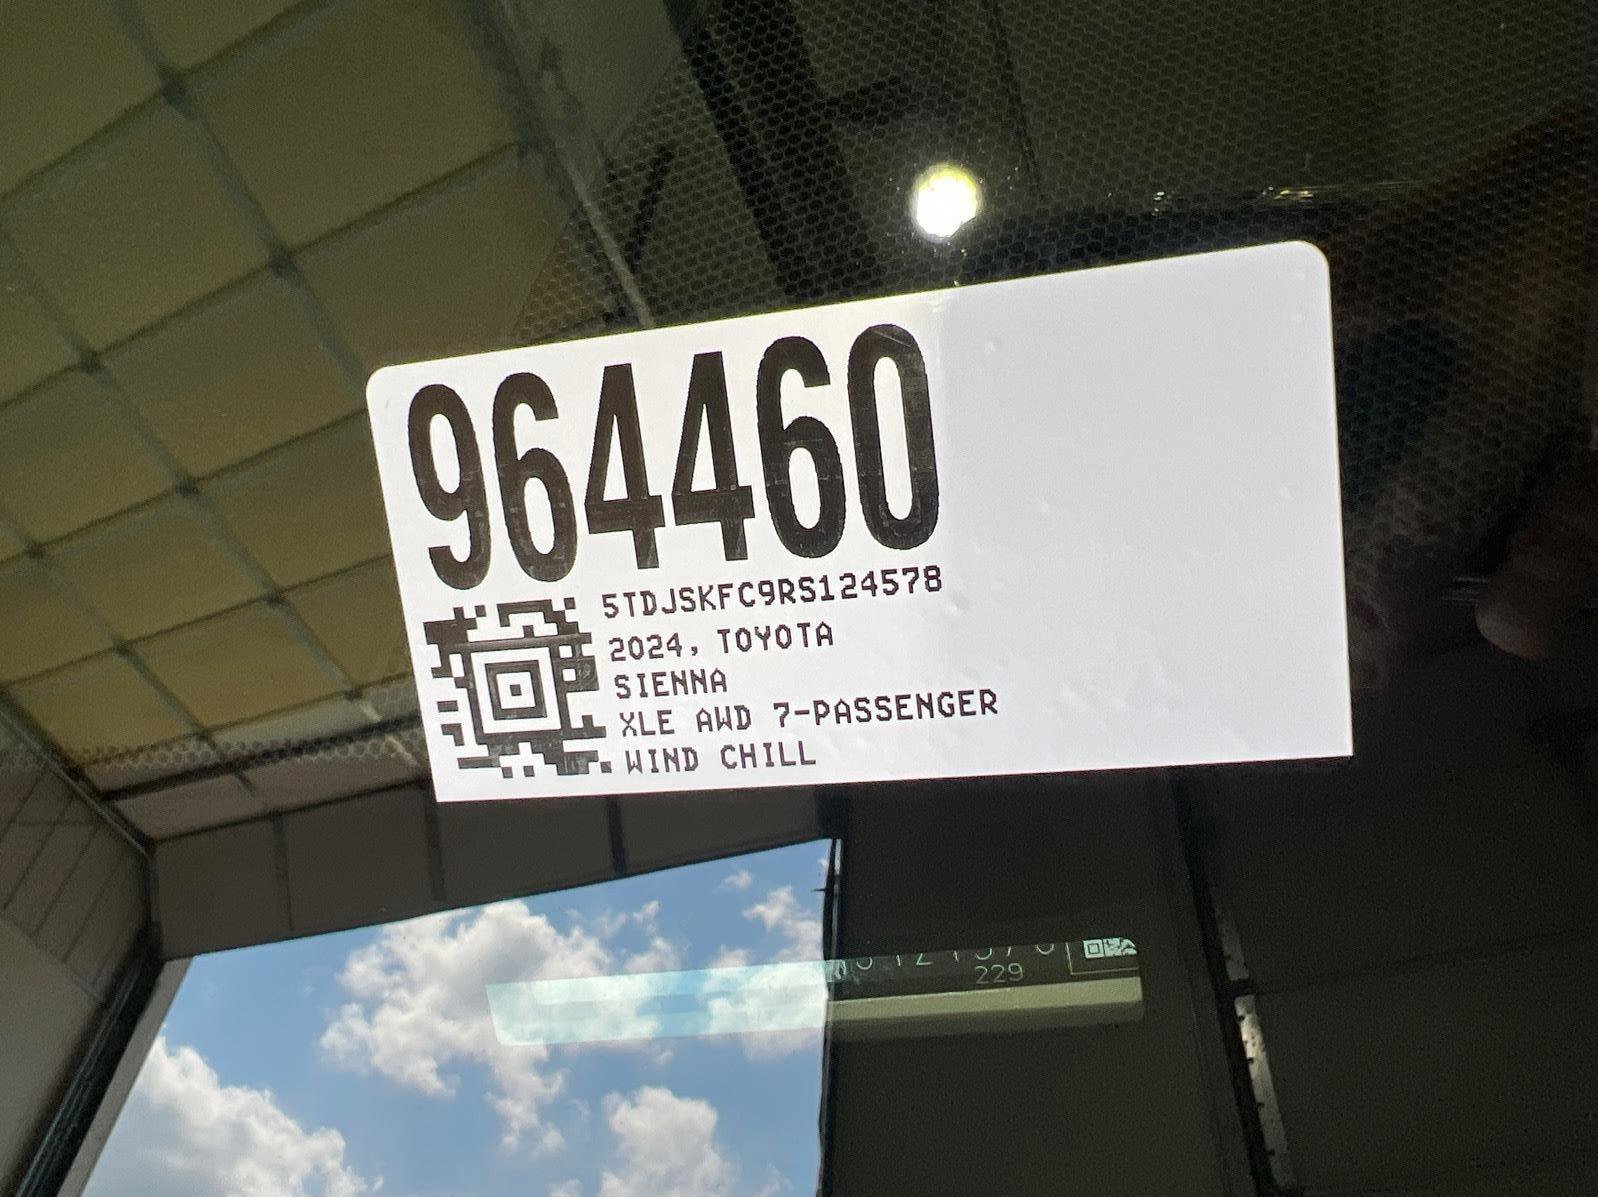 964460
5TDJSKFC9RS124578
2024, TOYOTA
SIENNA
XLE AWD 7-PASSENGER
WIND CHILL
229